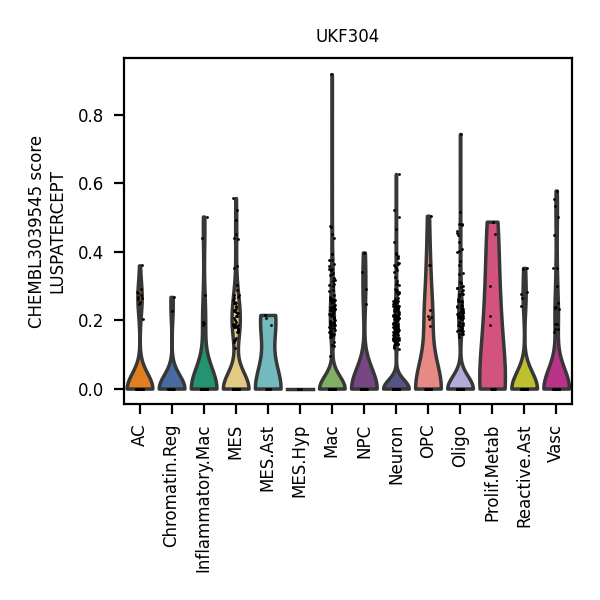 UKF304
CHEMBL3039545 score
LUSPATERCEPT
0.8
0.6
0.4
0.2
0.0
AC
Chromatin.Reg
Inflammatory.Mac
MES
MES.Ast
MES.Hyp
Mac
NPC
Neuron
OPC
Oligo
Prolif.Metab
Reactive.Ast
Vasc